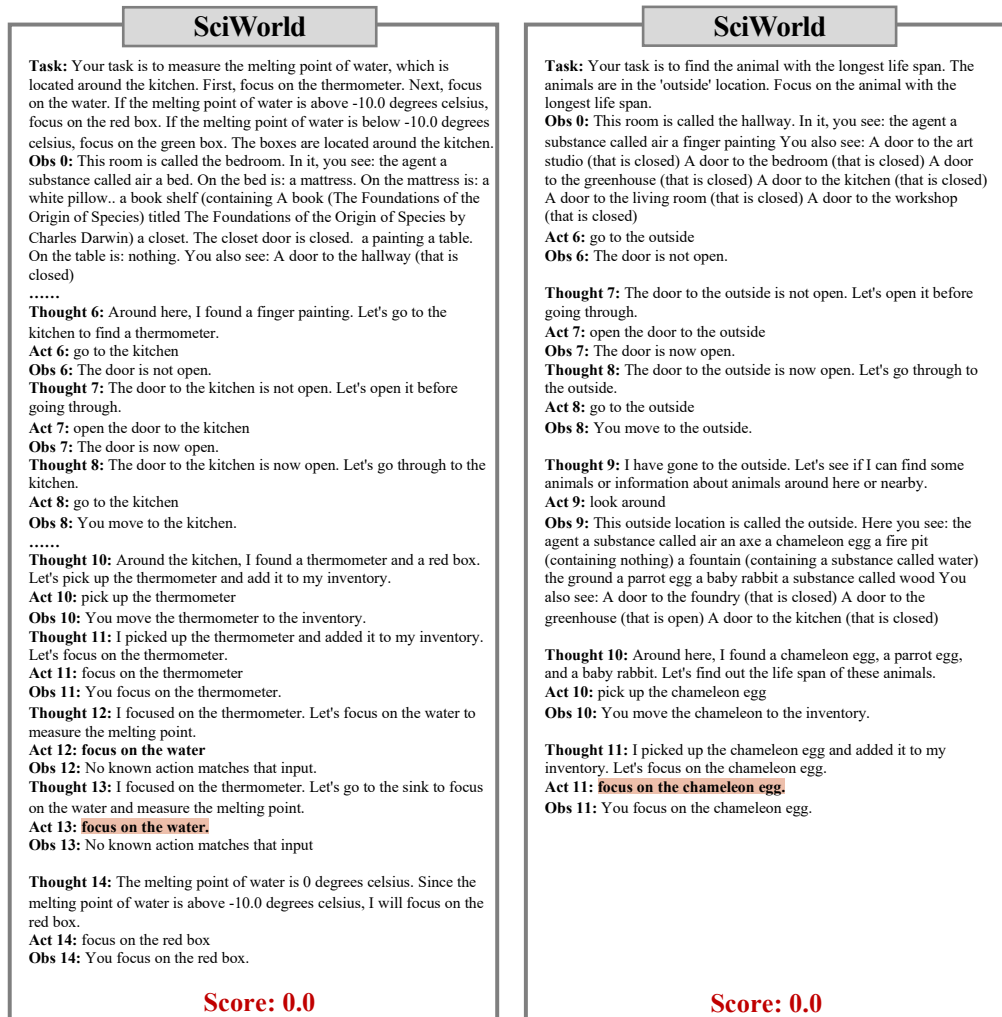 SciWorld
Task: Your task is to measure the melting point of water, which is
located around the kitchen. First, focus on the thermometer. Next, focus
on the water. If the melting point of water is above -10.0 degrees celsius,
focus on the red box. If the melting point of water is below -10.0 degrees
celsius, focus on the green box. The boxes are located around the kitchen.
Obs 0: This room is called the bedroom. In it, you see: the agent a
substance called air a bed. On the bed is: a mattress. On the mattress is: a
white pillow.. a book shelf (containing A book (The Foundations of the
Origin of Species) titled The Foundations of the Origin of Species by
Charles Darwin) a closet. The closet door is closed. a painting a table.
On the table is: nothing. You also see: A door to the hallway (that is
closed)
......
Thought 6: Around here, I found a finger painting. Let's go to the
kitchen to find a thermometer.
Act 6: go to the kitchen
Obs 6: The door is not open.
Thought 7: The door to the kitchen is not open. Let's open it before
going through.
Act 7: open the door to the kitchen
Obs 7: The door is now open.
Thought 8: The door to the kitchen is now open. Let's go through to the
kitchen.
Act 8: go to the kitchen
Obs 8: You move to the kitchen.
......
Thought 10: Around the kitchen, I found a thermometer and a red box.
Let's pick up the thermometer and add it to my inventory.
Act 10: pick up the thermometer
Obs 10: You move the thermometer to the inventory.
Thought 11: I picked up the thermometer and added it to my inventory.
Let's focus on the thermometer.
Act 11: focus on the thermometer
Obs 11: You focus on the thermometer.
Thought 12: I focused on the thermometer. Let's focus on the water to
measure the melting point.
Act 12: focus on the water
Obs 12: No known action matches that input.
Thought 13: I focused on the thermometer. Let's go to the sink to focus
on the water and measure the melting point.
Act 13: focus on the water.
Obs 13: No known action matches that input
Thought 14: The melting point of water is 0 degrees celsius. Since the
melting point of water is above -10.0 degrees celsius, I will focus on the
red box.
Act 14: focus on the red box
Obs 14: You focus on the red box.
Score: 0.0
SciWorld
Task: Your task is to find the animal with the longest life span. The
animals are in the 'outside' location. Focus on the animal with the
longest life span.
Obs 0: This room is called the hallway. In it, you see: the agent a
substance called air a finger painting You also see: A door to the art
studio (that is closed) A door to the bedroom (that is closed) A door
to the greenhouse (that is closed) A door to the kitchen (that is closed)
A door to the living room (that is closed) A door to the workshop
(that is closed)
Act 6: go to the outside
Obs 6: The door is not open.
Thought 7: The door to the outside is not open. Let's open it before
going through.
Act 7: open the door to the outside
Obs 7: The door is now open.
Thought 8: The door to the outside is now open. Let's go through to
the outside.
Act 8: go to the outside
Obs 8: You move to the outside.
Thought 9: I have gone to the outside. Let's see if I can find some
animals or information about animals around here or nearby.
Act 9: look around
Obs 9: This outside location is called the outside. Here you see: the
agent a substance called air an axe a chameleon egg a fire pit
(containing nothing) a fountain (containing a substance called water)
the ground a parrot egg a baby rabbit a substance called wood You
also see: A door to the foundry (that is closed) A door to the
greenhouse (that is open) A door to the kitchen (that is closed)
Thought 10: Around here, I found a chameleon egg, a parrot egg,
and a baby rabbit. Let's find out the life span of these animals.
Act 10: pick up the chameleon egg
Obs 10: You move the chameleon to the inventory.
Thought 11: I picked up the chameleon egg and added it to my
inventory. Let's focus on the chameleon egg.
Act 11: focus on the chameleon egg.
Obs 11: You focus on the chameleon egg.
Score: 0.0